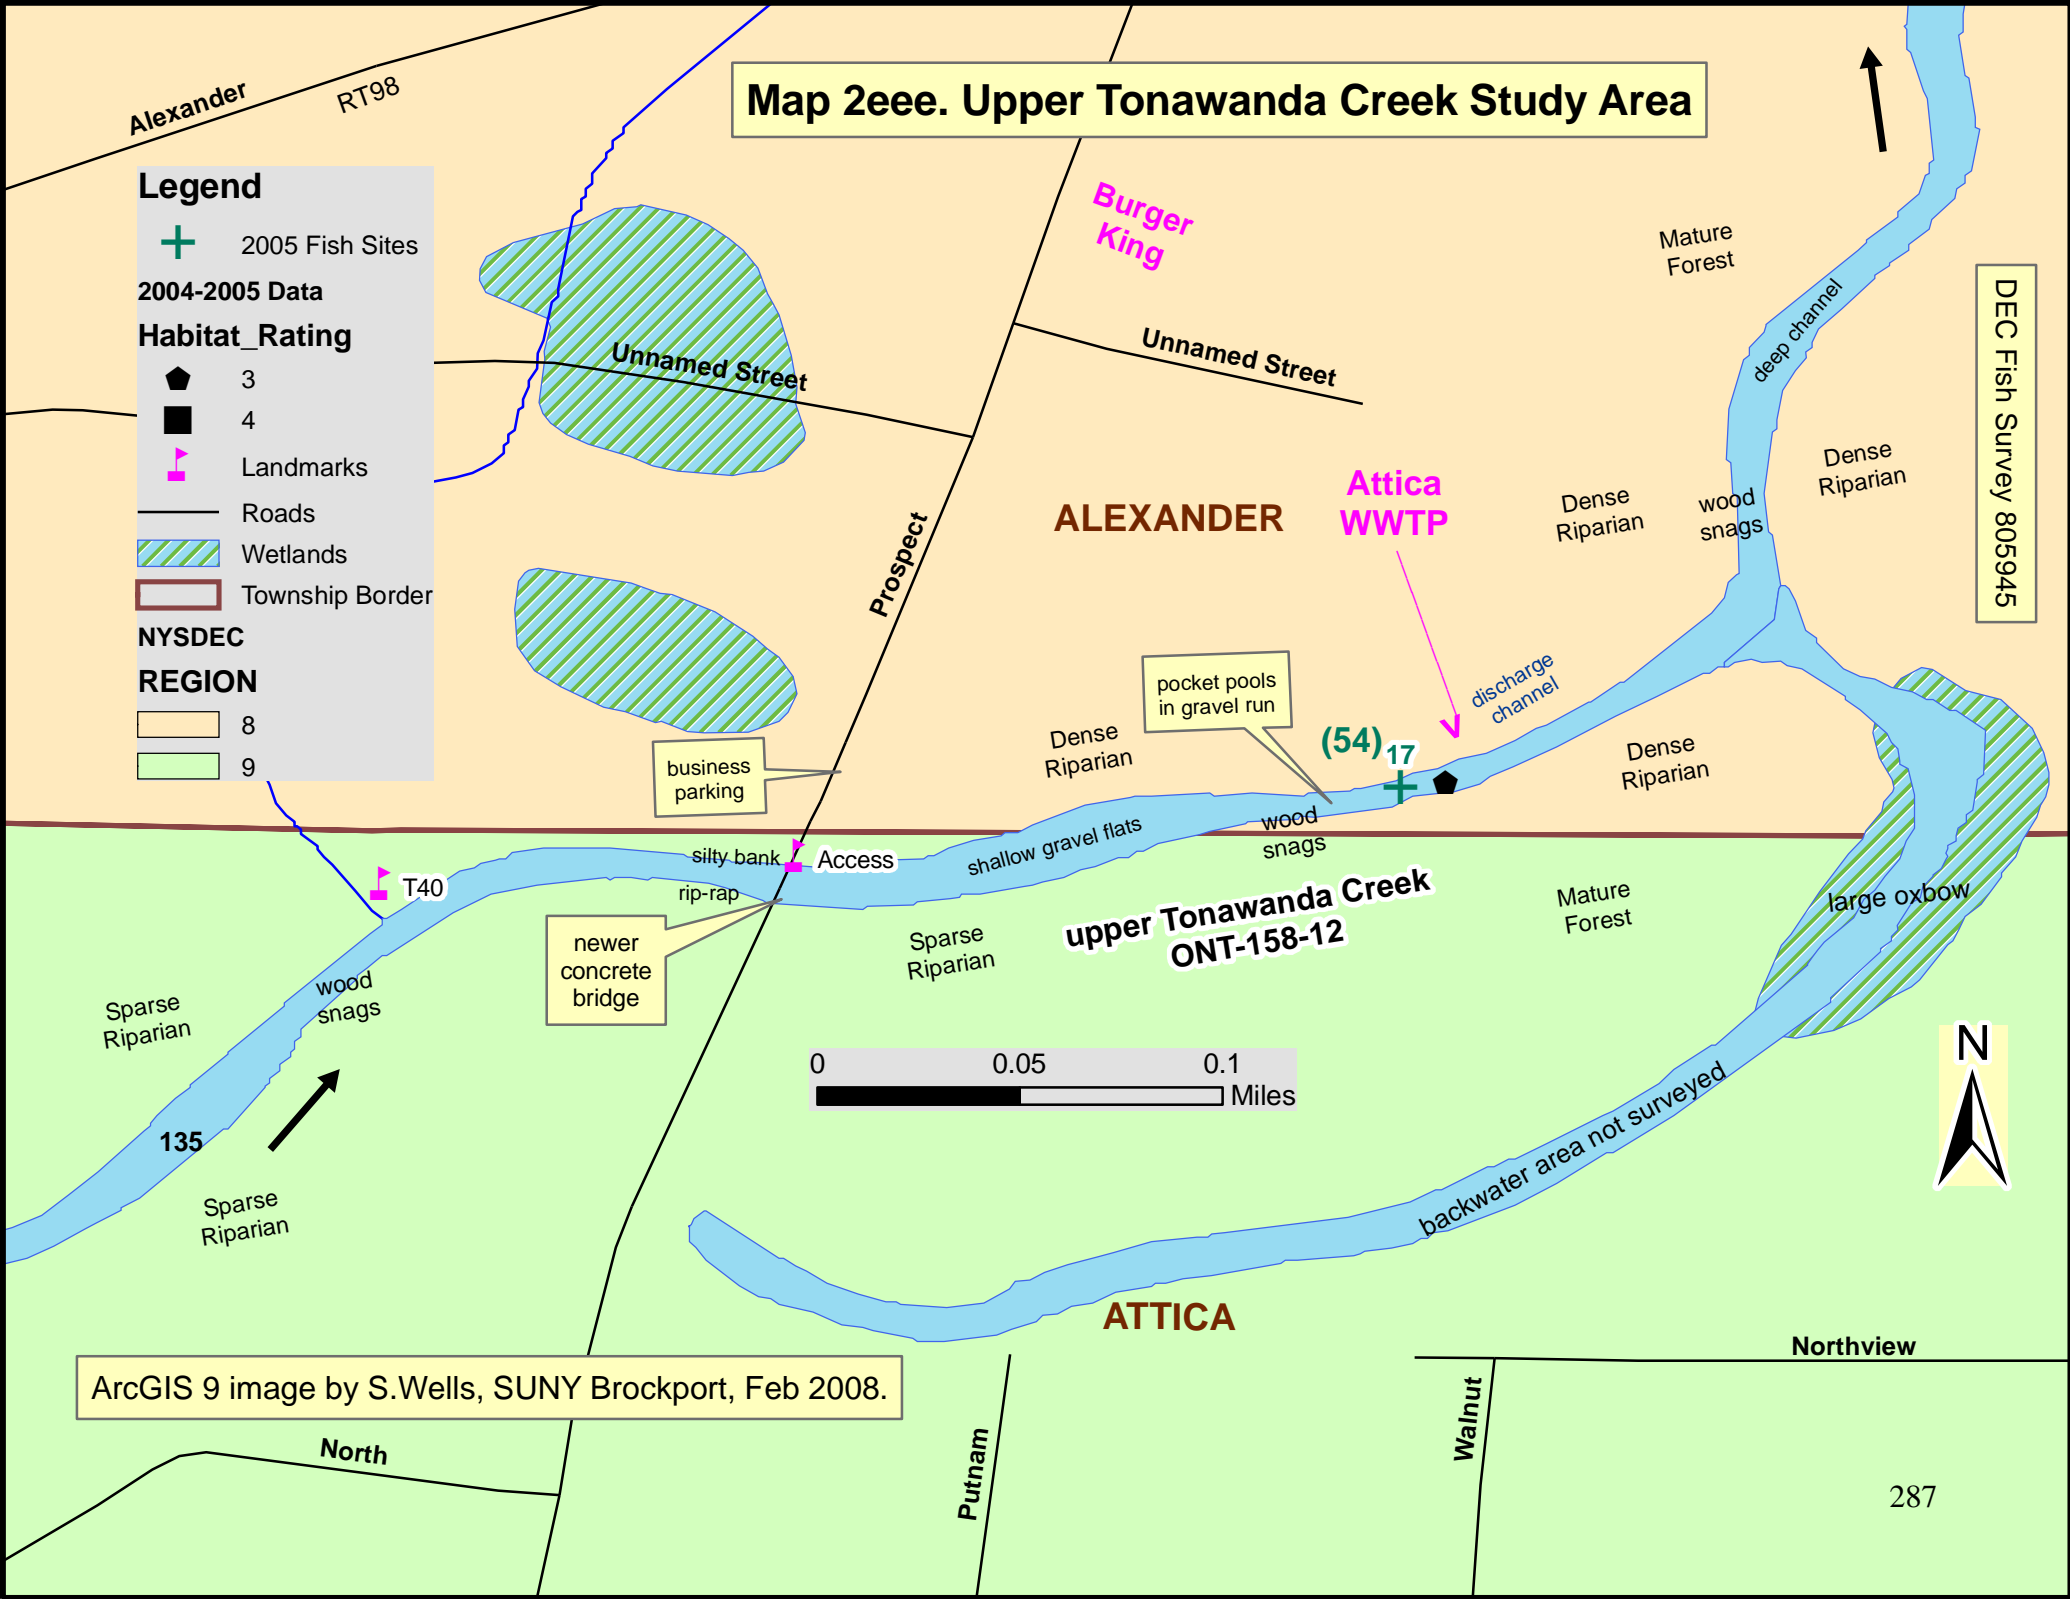 Map 2eee. Upper Tonawanda Creek Study Area
Alexander
RT98
Legend
2005 Fish Sites
2004-2005 Data
Habitat_Rating
3
4
Landmarks
Roads
Wetlands
Township Border
NYSDEC
REGION
8
9
Burger
King
Unnamed Street
Unnamed Street
Mature
Forest
deep channel
DEC Fish Survey 805945
Dense
Riparian
wood
snags
Dense
Riparian
Attica
WWTP
ALEXANDER
Prospect
discharge
channel
pocket pools
in gravel run
(54)
17
Dense
Riparian
Dense
Riparian
business
parking
wood
snags
shallow gravel flats
silty bank
Access
rip-rap
T40
upper Tonawanda Creek
ONT-158-12
Mature
Forest
large oxbow
newer
concrete
bridge
Sparse
Riparian
wood
snags
Sparse
Riparian
0 0.05 0.1
Miles
N
135
Sparse
Riparian
backwater area not surveyed
ATTICA
Northview
ArcGIS 9 image by S.Wells, SUNY Brockport, Feb 2008.
North
Putnam
Walnut
287